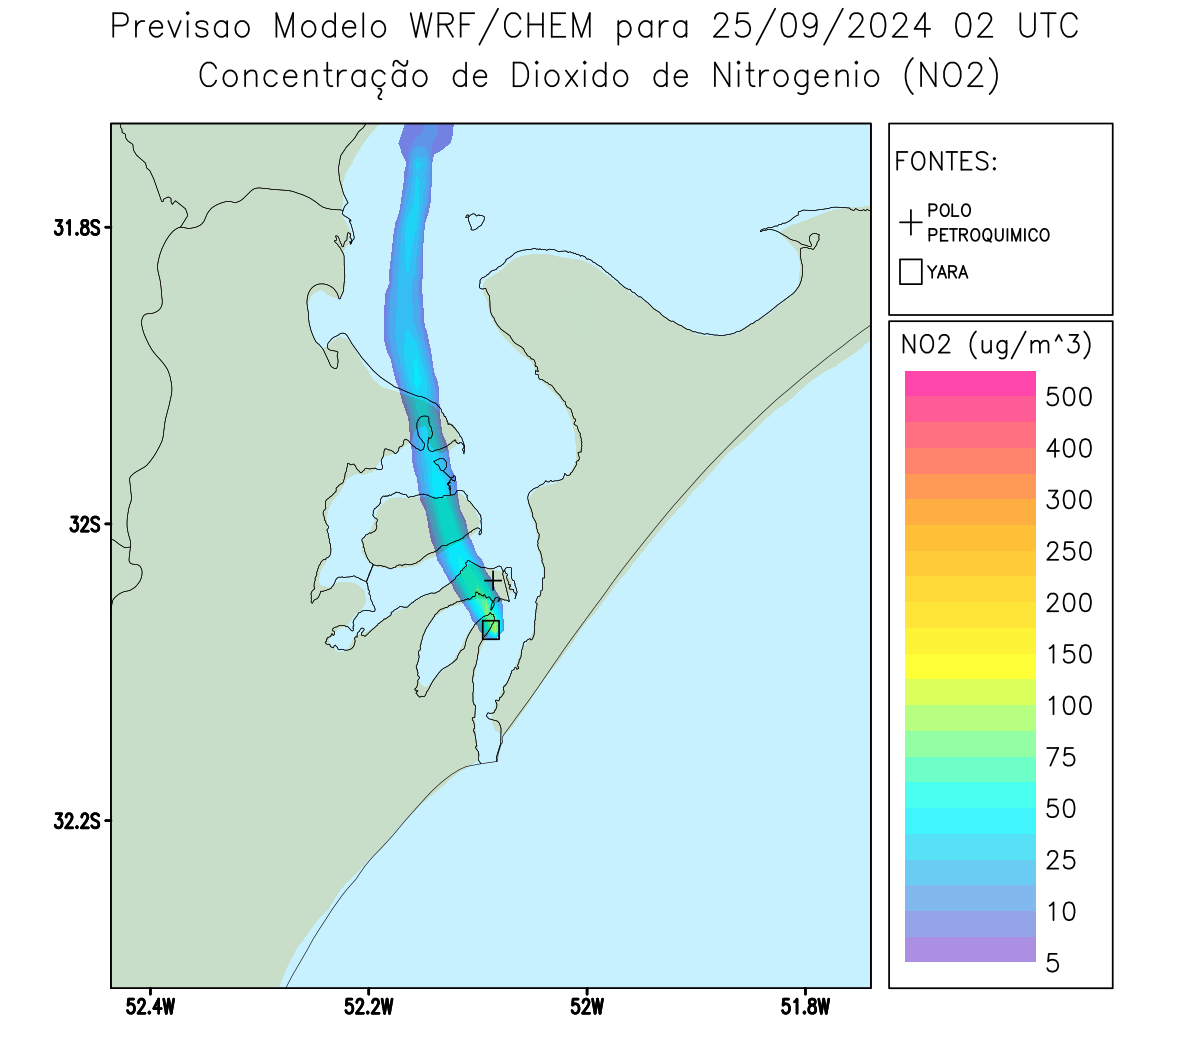 Previsao Modelo WRF/CHEM para 25/09/2024 02 UTC
Concentração de Dioxido de Nitrogenio (NO2)
FONTES:
POLO
PETROQUIMICO
YARA
NO2 (ug/m^3)
500
400
300
250
200
150
100
75
50
25
10
5
31.8S
32S
32.2S
52.4W
52.2W
52W
51.8W